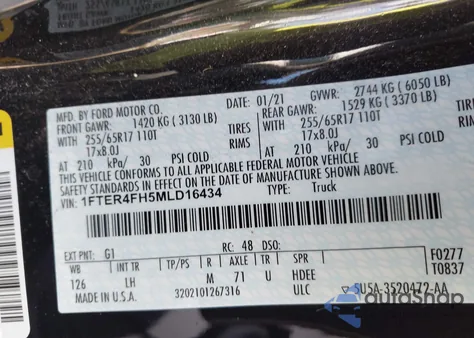 MFD. BY FORD MOTOR CO.
DATE: 01/21 GVWR: 2744 KG ( 6050 LB)
FRONT GAWR: 1420 KG ( 3130 LB) REAR GAWR: 1529 KG ( 3370 LB)
WITH 255/65R17 110T TIRES WITH 255/65R17 110T TIRES
17x8.0J RIMS 17x8.0J RIMS
AT 210 kPa/ 30 PSI COLD AT 210 kPa/ 30 PSI COLD
THIS VEHICLE CONFORMS TO ALL APPLICABLE FEDERAL MOTOR VEHICLE
SAFETY STANDARDS IN EFFECT ON THE DATE OF MANUFACTURE SHOWN ABOVE.
VIN: 1FTER4FH5MLD16434
TYPE: Truck
EXT PNT: G1 RC: 48 DSO: F0277
WB INT TR TP/PS R AXLE TR SPR T0837
126 LH M 71 U HDEE
MADE IN U.S.A. 3202101267316 ULC 5U5A-3520472-AA
autoshop